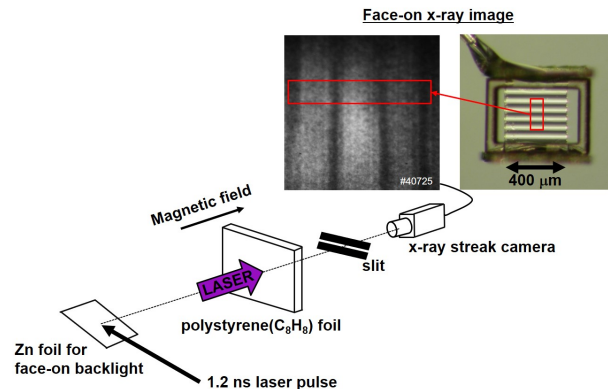 Face-on x-ray image
#40725
400 μm
Magnetic field
x-ray streak camera
slit
LASER
polystyrene(C₈H₈) foil
Zn foil for
face-on backlight
1.2 ns laser pulse